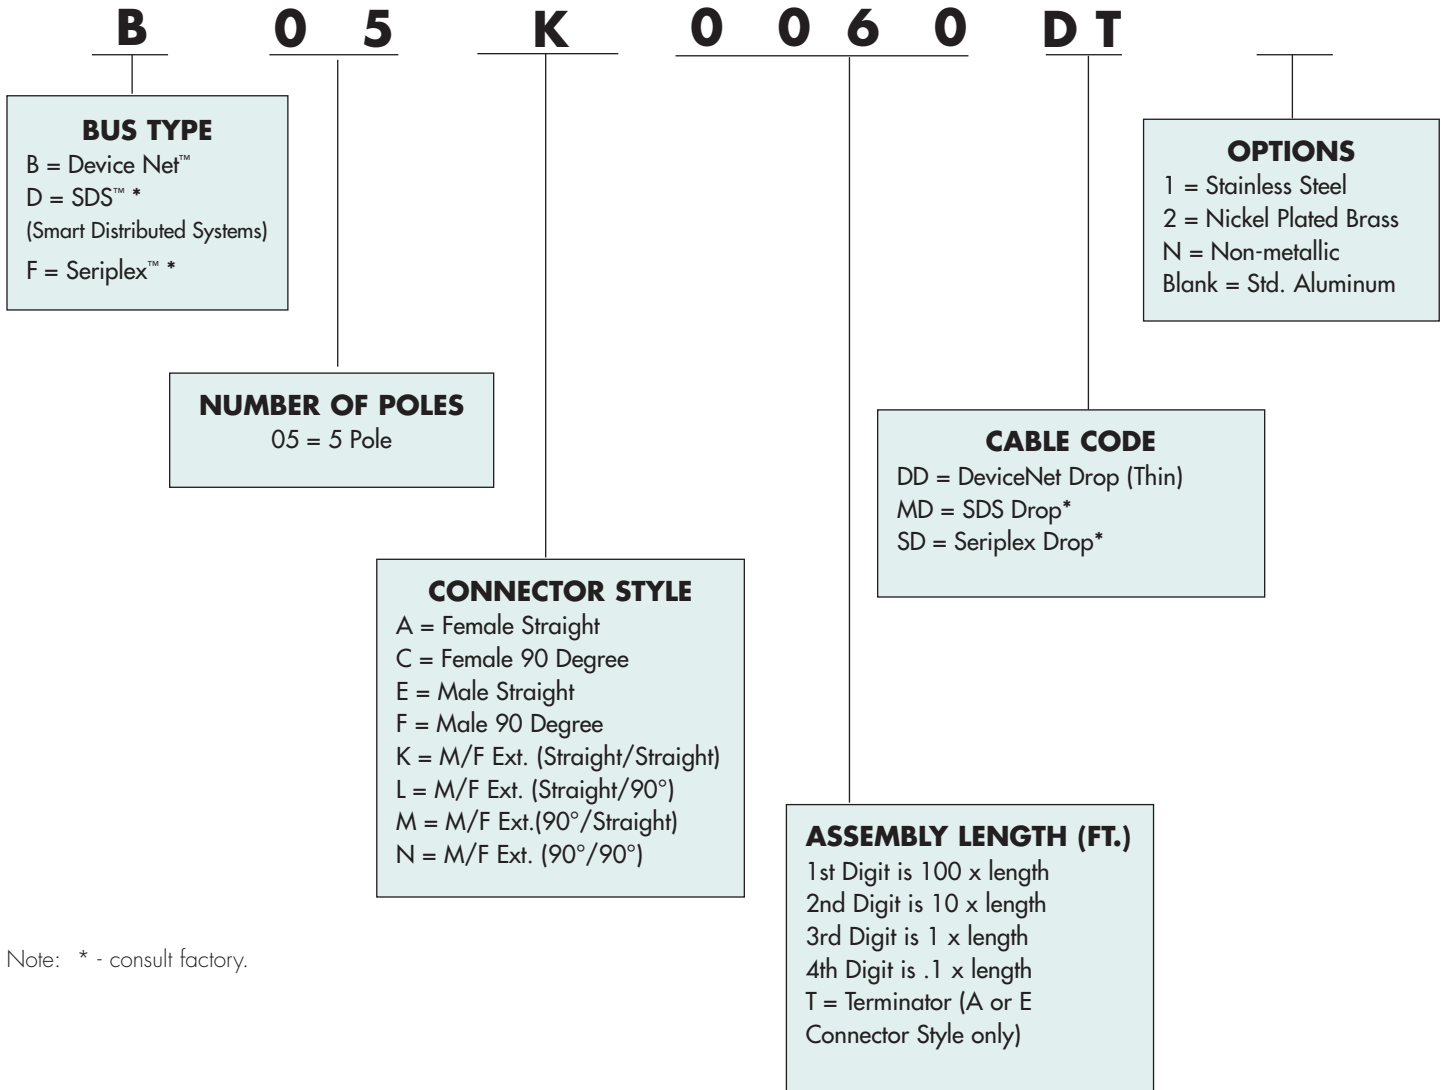 B 0 5 K 0 0 6 0 D T
BUS TYPE
B = Device Net™
D = SDS™ *
(Smart Distributed Systems)
F = Seriplex™ *
OPTIONS
1 = Stainless Steel
2 = Nickel Plated Brass
N = Non-metallic
Blank = Std. Aluminum
NUMBER OF POLES
05 = 5 Pole
CABLE CODE
DD = DeviceNet Drop (Thin)
MD = SDS Drop*
SD = Seriplex Drop*
CONNECTOR STYLE
A = Female Straight
C = Female 90 Degree
E = Male Straight
F = Male 90 Degree
K = M/F Ext. (Straight/Straight)
L = M/F Ext. (Straight/90°)
M = M/F Ext.(90°/Straight)
N = M/F Ext. (90°/90°)
ASSEMBLY LENGTH (FT.)
1st Digit is 100 x length
2nd Digit is 10 x length
3rd Digit is 1 x length
4th Digit is .1 x length
T = Terminator (A or E
Connector Style only)
Note: * - consult factory.